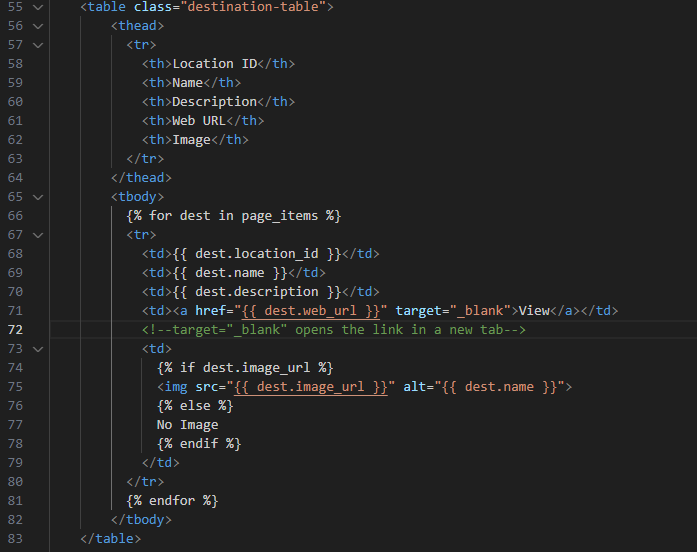 55 <table class="destination-table">
56 <thead>
57 <tr>
58 <th>Location ID</th>
59 <th>Name</th>
60 <th>Description</th>
61 <th>Web URL</th>
62 <th>Image</th>
63 </tr>
64 </thead>
65 <tbody>
66 {% for dest in page_items %}
67 <tr>
68 <td>{{ dest.location_id }}</td>
69 <td>{{ dest.name }}</td>
70 <td>{{ dest.description }}</td>
71 <td><a href="{{ dest.web_url }}" target="_blank">View</a></td>
72 <!--target="_blank" opens the link in a new tab-->
73 <td>
74 {% if dest.image_url %}
75 <img src="{{ dest.image_url }}" alt="{{ dest.name }}">
76 {% else %}
77 No Image
78 {% endif %}
79 </td>
80 </tr>
81 {% endfor %}
82 </tbody>
83 </table>